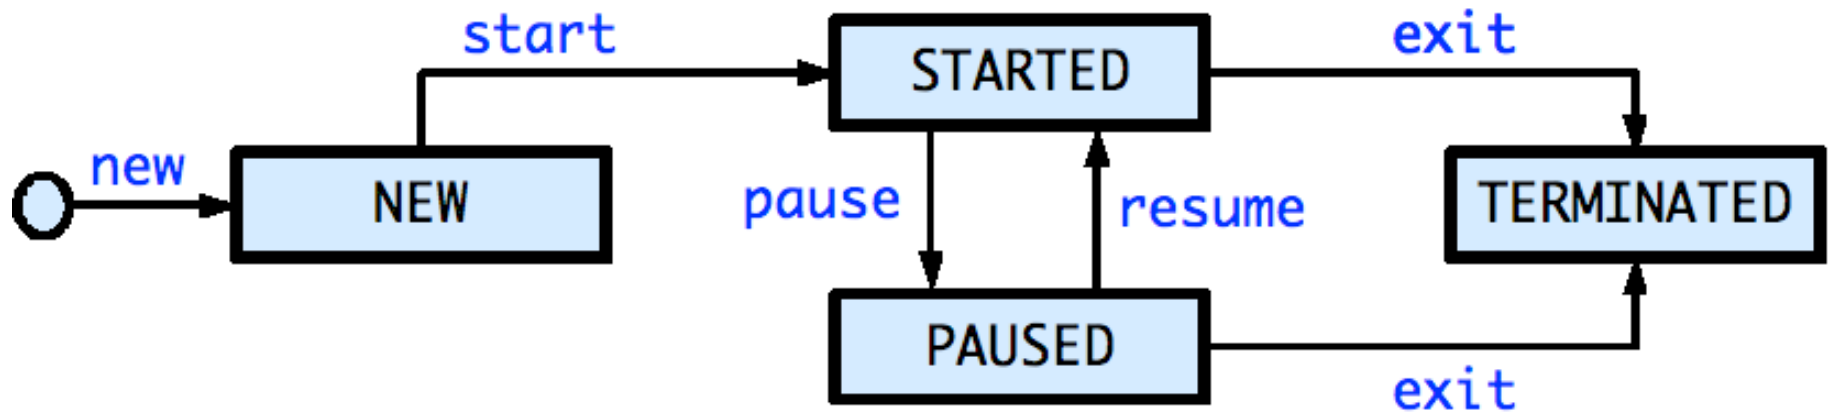 start
STARTED
exit
new
NEW
pause
resume
TERMINATED
PAUSED
exit